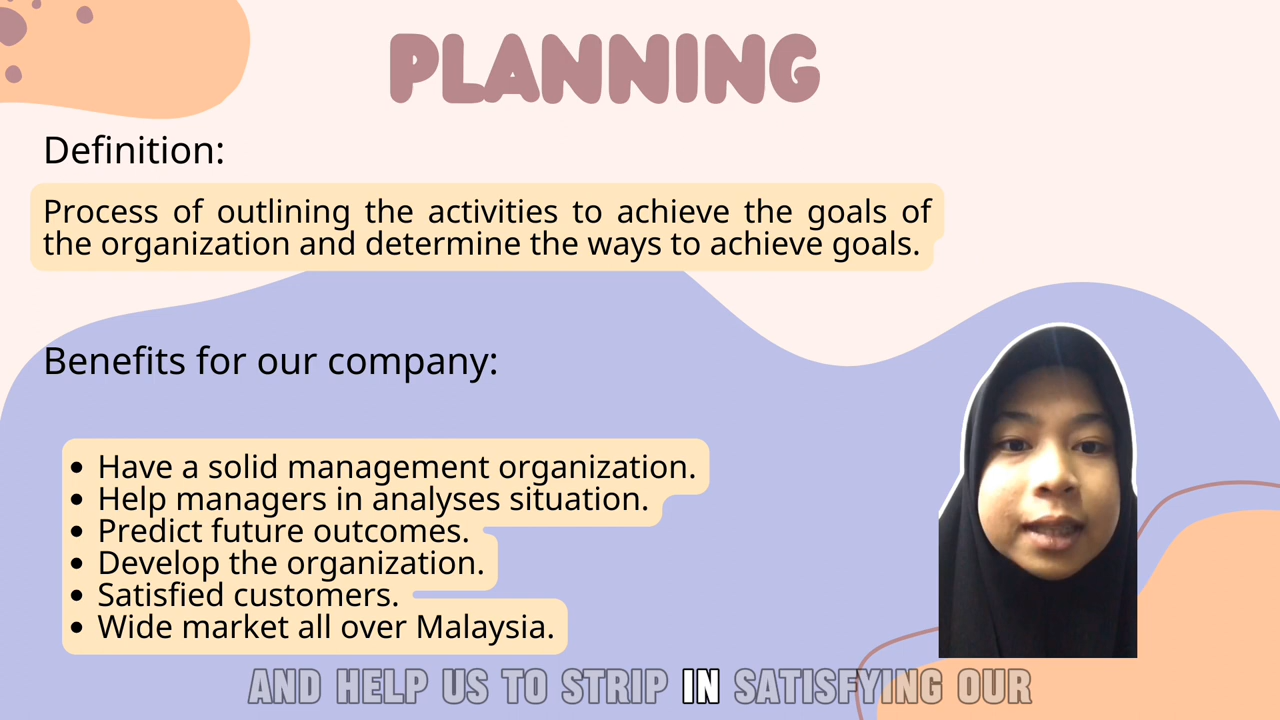 PLANNING
Definition:
Process of outlining the activities to achieve the goals of
the organization and determine the ways to achieve goals.
Benefits for our company:
• Have a solid management organization.
• Help managers in analyses situation.
• Predict future outcomes.
• Develop the organization.
• Satisfied customers.
• Wide market all over Malaysia.
AND HELP US TO STRIP IN SATISFYING OUR